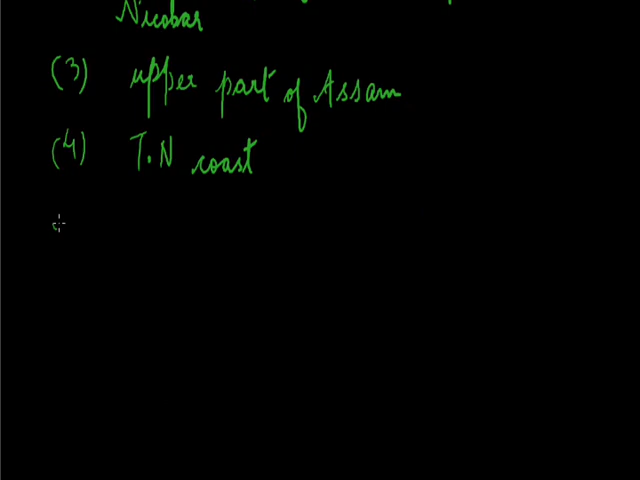 Nicobar
(3) upper part of Assam
(4) T.N coast